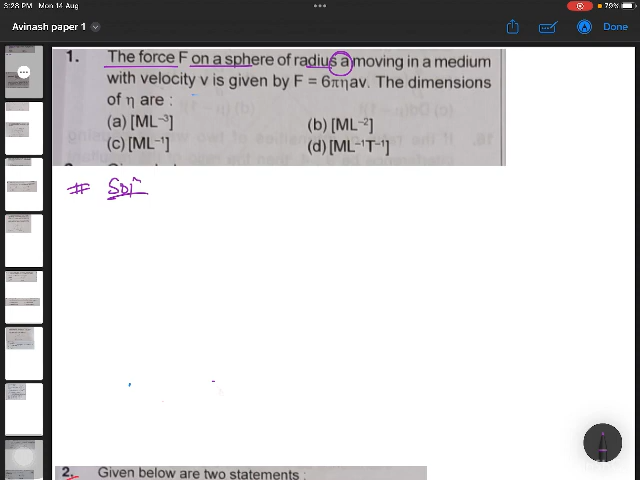 3:28 PM Mon 14 Aug
79%
Avinash paper 1
Done
1. The force F on a sphere of radius a moving in a medium
with velocity v is given by F = 6πηav. The dimensions
of η are :
(a) [ML⁻³] (b) [ML⁻²]
(c) [ML⁻¹] (d) [ML⁻¹T⁻¹]
# Solⁿ
2. Given below are two statements :